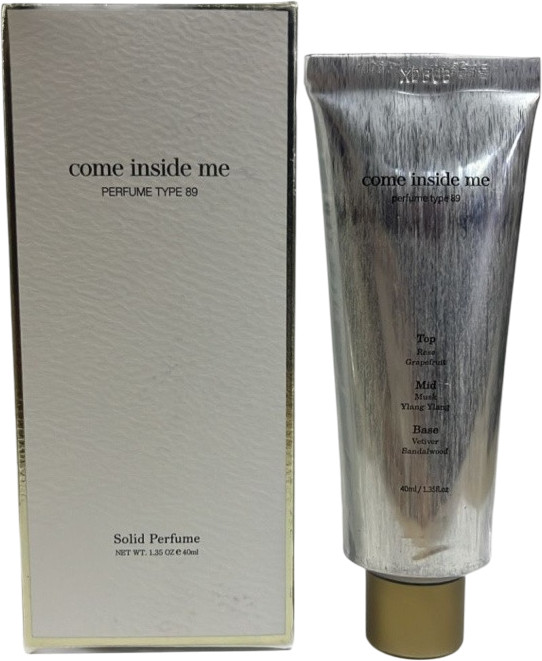 come inside me
PERFUME TYPE 89
Solid Perfume
NET WT. 1.35 OZ ℮ 40ml
come inside me
perfume type 89
Top
Rose
Grapefruit
Mid
Musk
Ylang Ylang
Base
Vetiver
Sandalwood
40ml / 1.35fl.oz